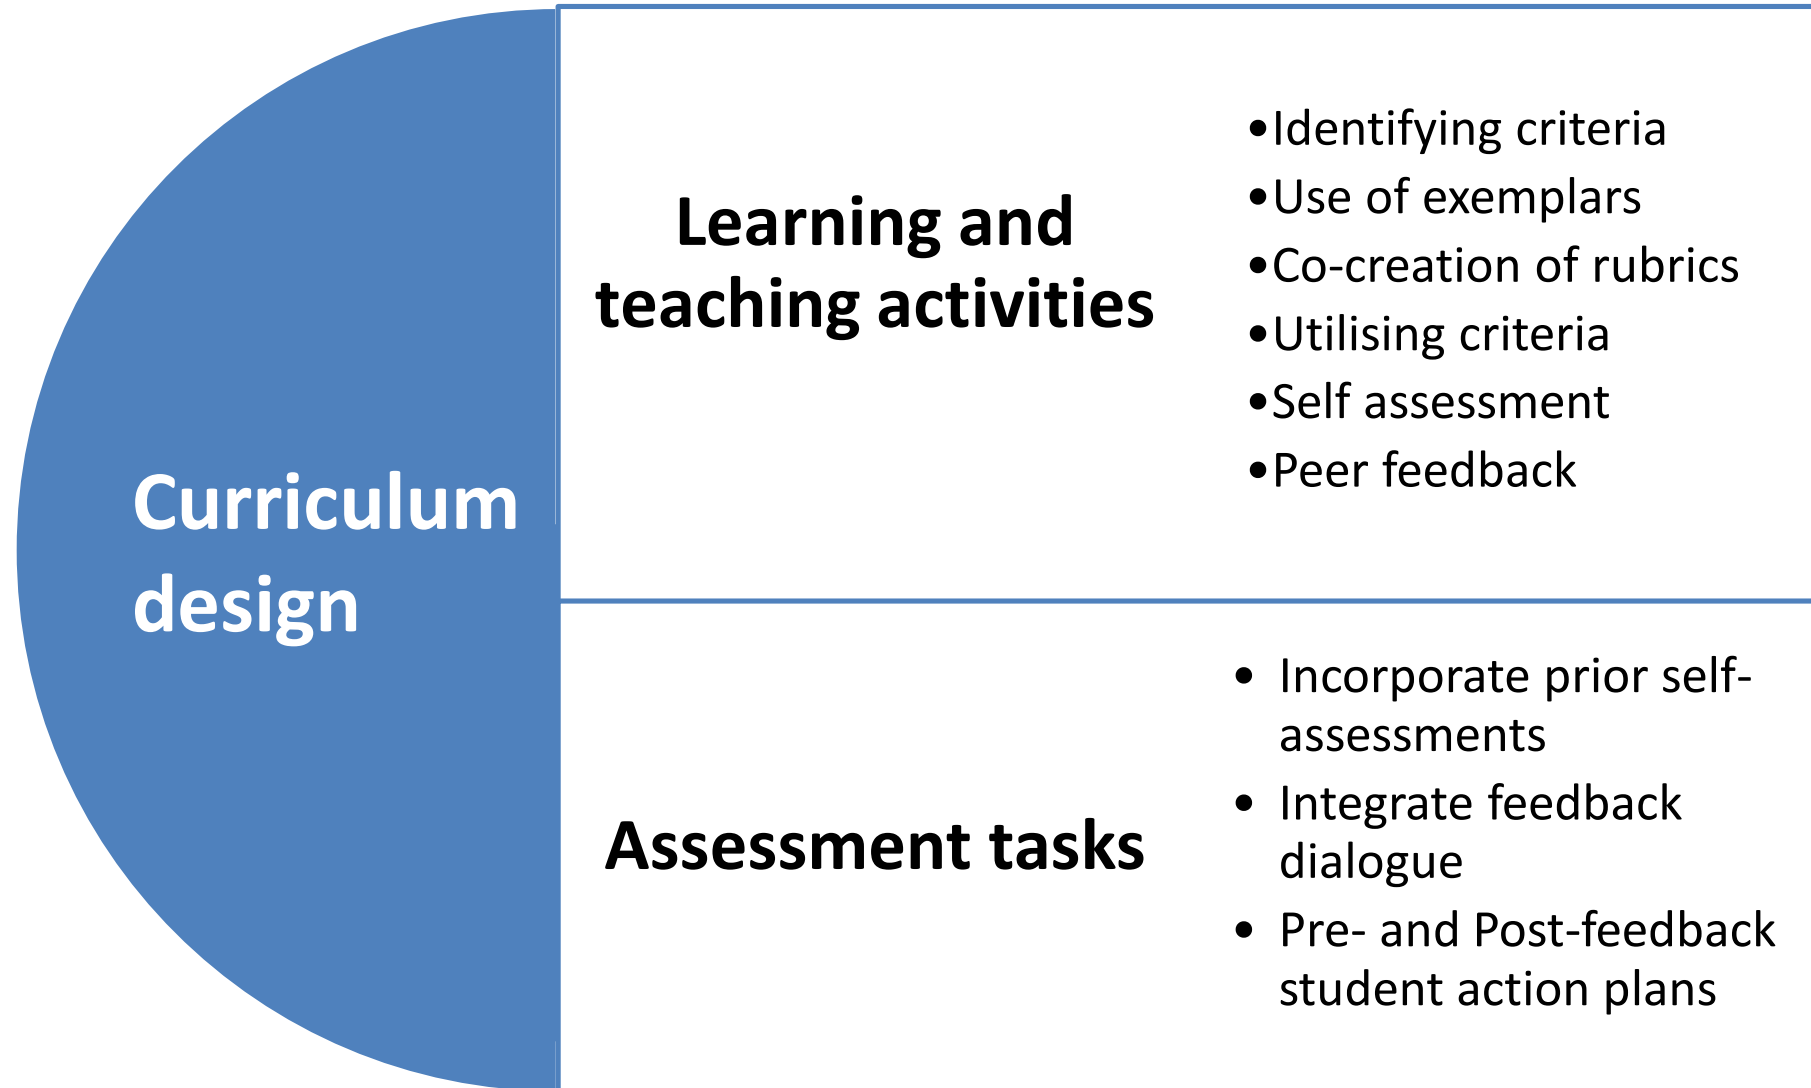 Curriculum
design
Learning and
teaching activities
•Identifying criteria
•Use of exemplars
•Co-creation of rubrics
•Utilising criteria
•Self assessment
•Peer feedback
Assessment tasks
• Incorporate prior self-
assessments
• Integrate feedback
dialogue
• Pre- and Post-feedback
student action plans